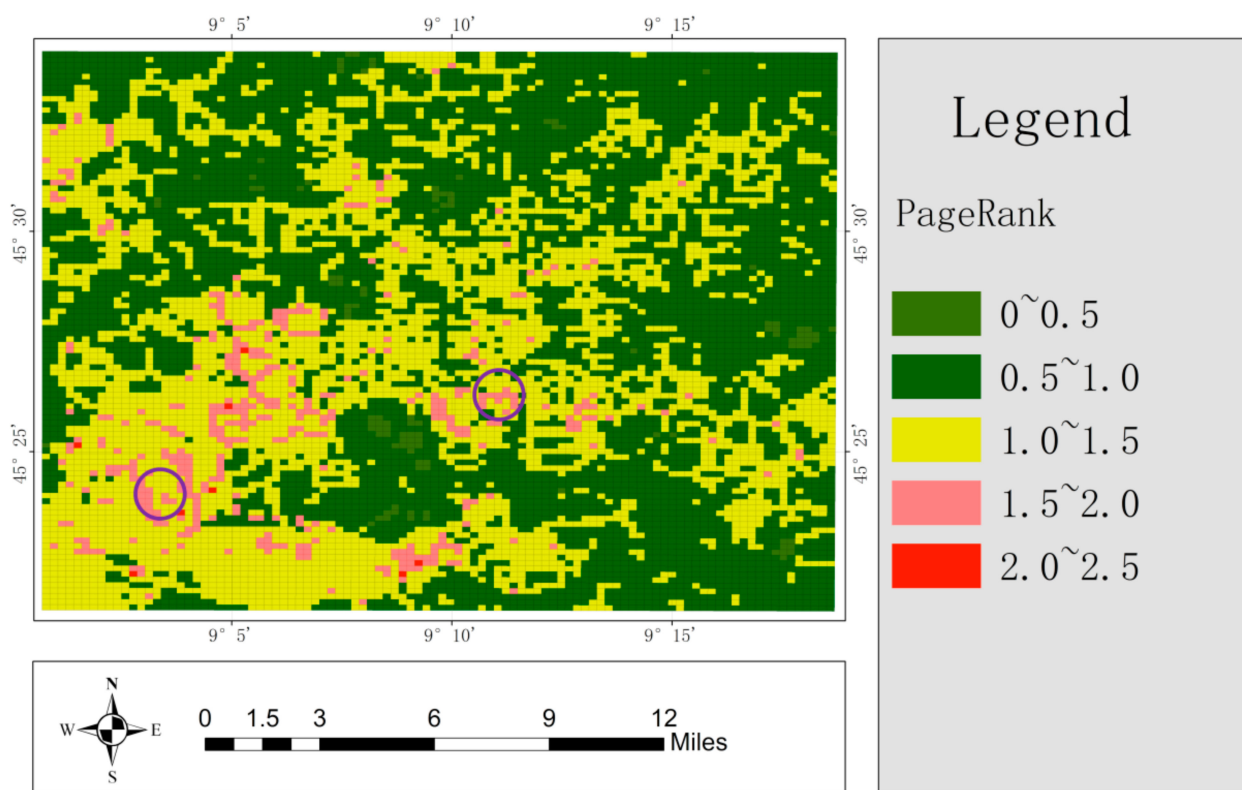 9° 5′ 9° 10′ 9° 15′
45° 30′ 45° 30′
45° 25′ 45° 25′
9° 5′ 9° 10′ 9° 15′
Legend
PageRank
0~0.5
0.5~1.0
1.0~1.5
1.5~2.0
2.0~2.5
N
W E
S
0 1.5 3 6 9 12
Miles